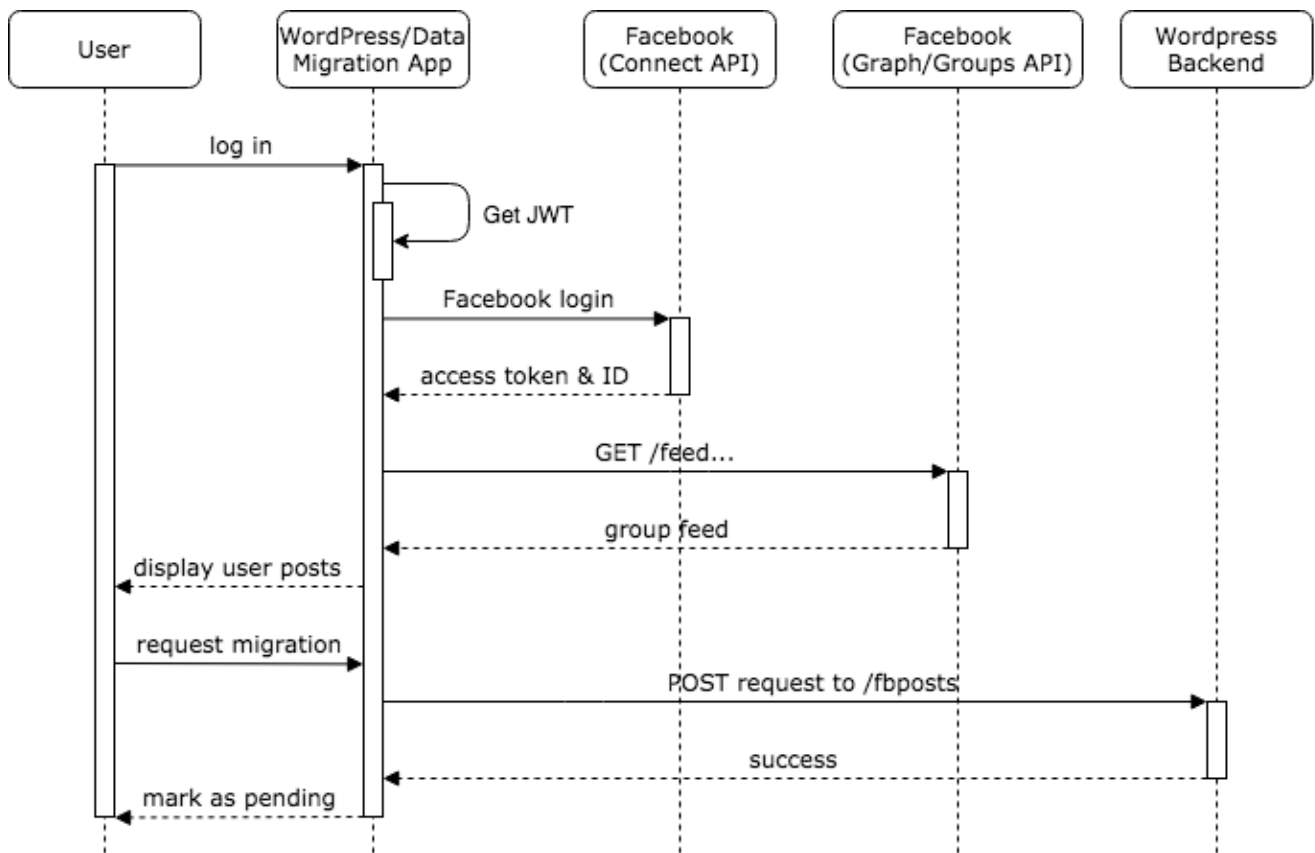 User
WordPress/Data
Migration App
Facebook
(Connect API)
Facebook
(Graph/Groups API)
Wordpress
Backend
log in
Get JWT
Facebook login
access token & ID
GET /feed...
group feed
display user posts
request migration
POST request to /fbposts
success
mark as pending